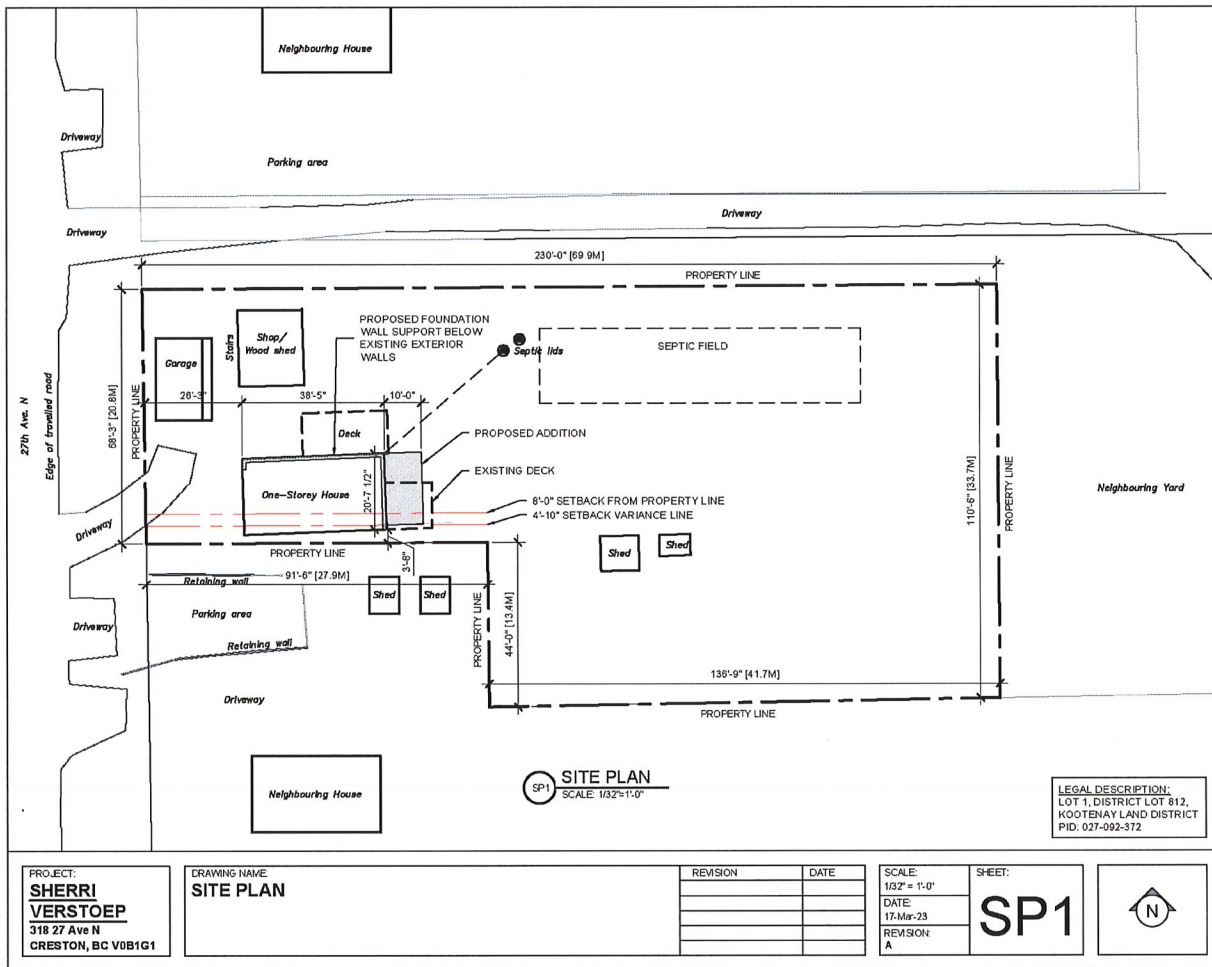 Neighbouring House
Driveway
Parking area
Driveway
Driveway
230'-0" [69.9M]
PROPERTY LINE
27th Ave. N
Edge of travelled road
68'-3" [20.8M]
PROPERTY LINE
Garage
Stairs
Shop/
Wood shed
PROPOSED FOUNDATION
WALL SUPPORT BELOW
EXISTING EXTERIOR
WALLS
Septic lids
SEPTIC FIELD
26'-3"
38'-5"
10'-0"
Deck
PROPOSED ADDITION
EXISTING DECK
One-Storey House
20'-7 1/2"
8'-0" SETBACK FROM PROPERTY LINE
4'-10" SETBACK VARIANCE LINE
110'-6" [33.7M]
PROPERTY LINE
Neighbouring Yard
Driveway
PROPERTY LINE
3'-8"
Shed
Shed
Retaining wall
91'-6" [27.9M]
Parking area
Shed
Shed
PROPERTY LINE
44'-0" [13.4M]
Driveway
Retaining wall
136'-9" [41.7M]
Driveway
PROPERTY LINE
Neighbouring House
SP1
SITE PLAN
SCALE: 1/32"=1'-0"
LEGAL DESCRIPTION:
LOT 1, DISTRICT LOT 812,
KOOTENAY LAND DISTRICT
PID: 027-092-372
PROJECT:
SHERRI
VERSTOEP
318 27 Ave N
CRESTON, BC V0B1G1
DRAWING NAME
SITE PLAN
REVISION
DATE
SCALE:
1/32" = 1'-0"
DATE:
17-Mar-23
REVISION:
A
SHEET:
SP1
N